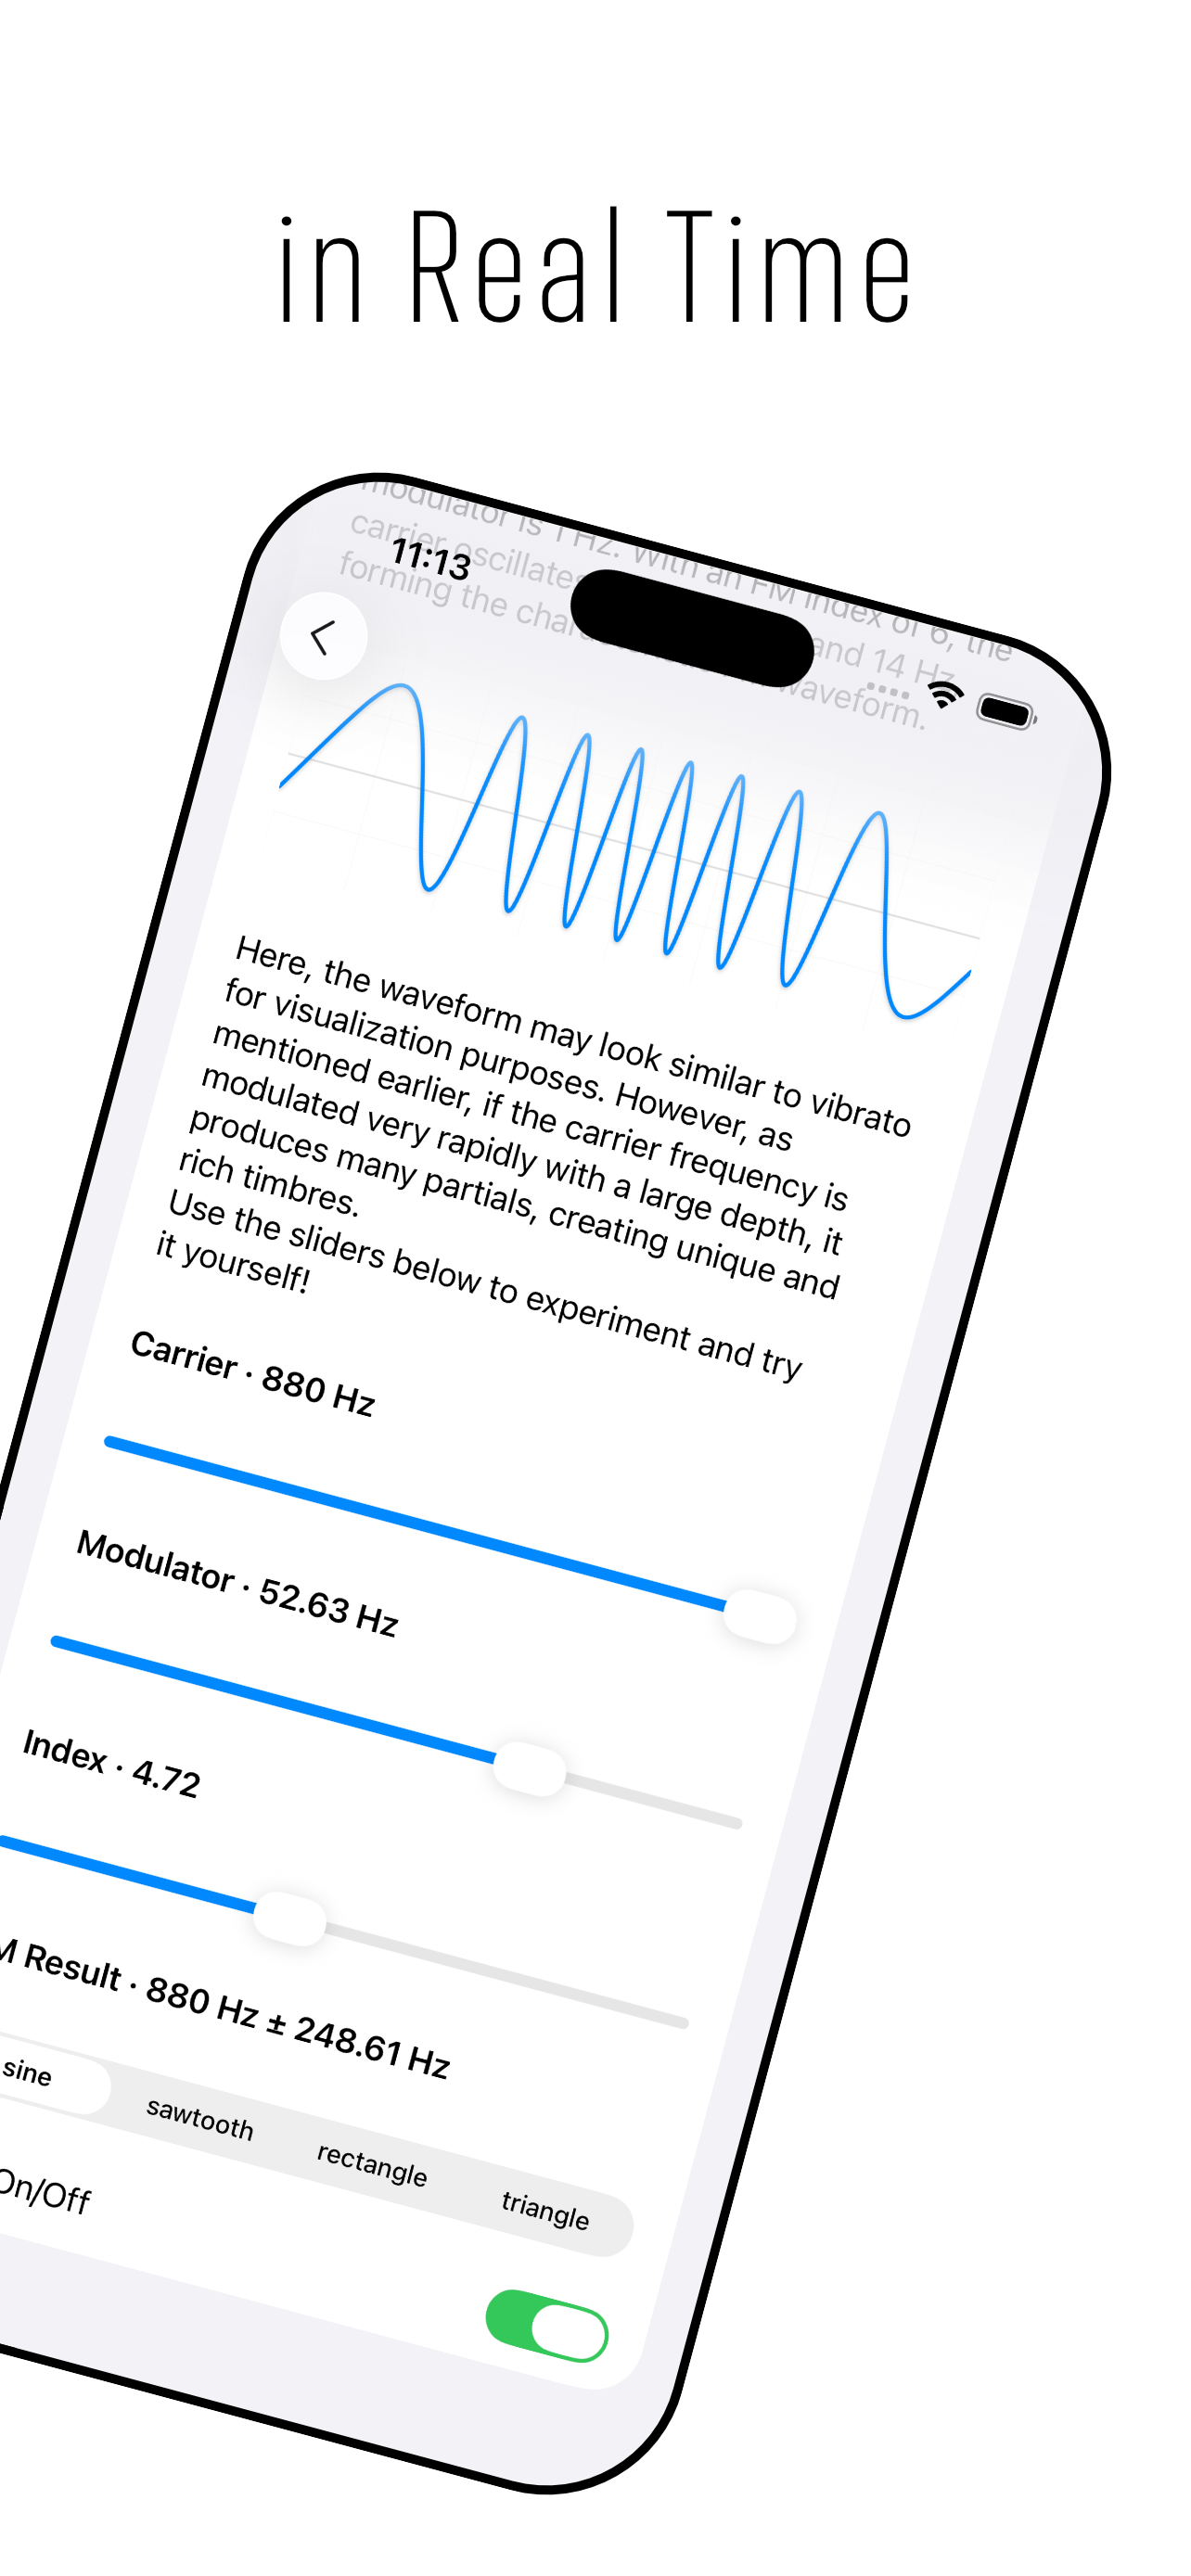 in Real Time
modulator is 1 Hz. With an FM index of 6, the
carrier oscillates and 14 Hz,
forming the waveform.
11:13
Here, the waveform may look similar to vibrato
for visualization purposes. However, as
mentioned earlier, if the carrier frequency is
modulated very rapidly with a large depth, it
produces many partials, creating unique and
rich timbres.
Use the sliders below to experiment and try
it yourself!
Carrier · 880 Hz
Modulator · 52.63 Hz
Index · 4.72
M Result · 880 Hz ± 248.61 Hz
sine sawtooth rectangle triangle
On/Off